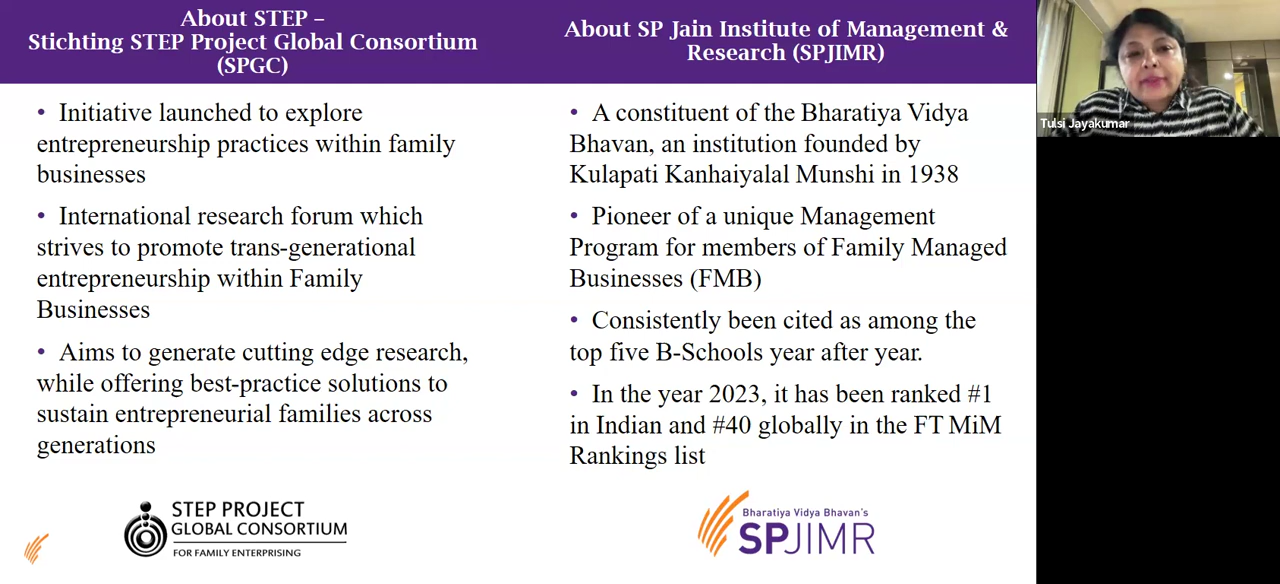 About STEP –
Stichting STEP Project Global Consortium
(SPGC)
• Initiative launched to explore
entrepreneurship practices within family
businesses
• International research forum which
strives to promote trans-generational
entrepreneurship within Family
Businesses
• Aims to generate cutting edge research,
while offering best-practice solutions to
sustain entrepreneurial families across
generations
STEP PROJECT
GLOBAL CONSORTIUM
FOR FAMILY ENTERPRISING
About SP Jain Institute of Management &
Research (SPJIMR)
• A constituent of the Bharatiya Vidya
Bhavan, an institution founded by
Kulapati Kanhaiyalal Munshi in 1938
• Pioneer of a unique Management
Program for members of Family Managed
Businesses (FMB)
• Consistently been cited as among the
top five B-Schools year after year.
• In the year 2023, it has been ranked #1
in Indian and #40 globally in the FT MiM
Rankings list
Bharatiya Vidya Bhavan's
SPJIMR
Tulsi Jayakumar